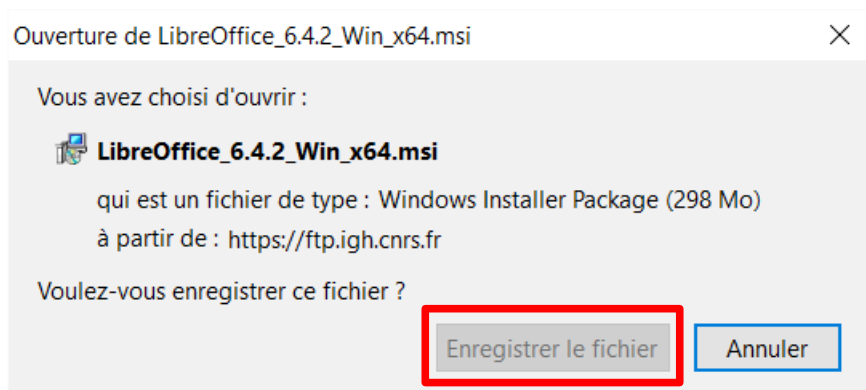 Ouverture de LibreOffice_6.4.2_Win_x64.msi
Vous avez choisi d'ouvrir :
LibreOffice_6.4.2_Win_x64.msi
qui est un fichier de type : Windows Installer Package (298 Mo)
à partir de : https://ftp.igh.cnrs.fr
Voulez-vous enregistrer ce fichier ?
Enregistrer le fichier Annuler